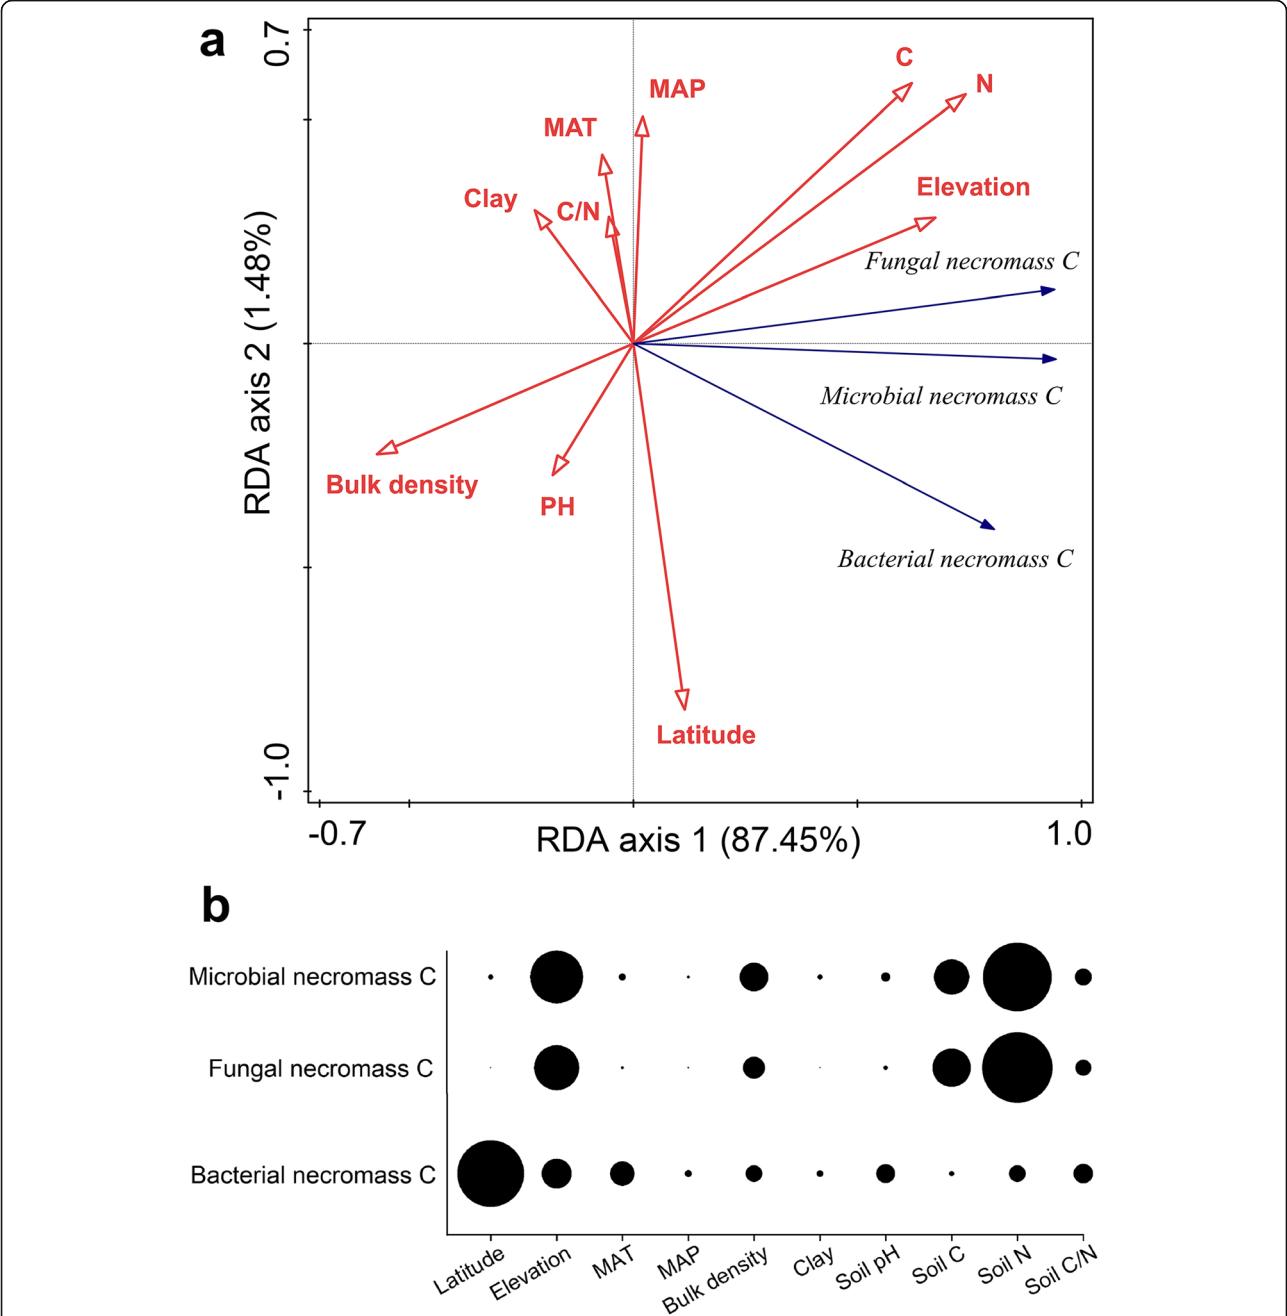 a
0.7
C
N
MAP
MAT
Elevation
Clay
C/N
Fungal necromass C
RDA axis 2 (1.48%)
Microbial necromass C
Bulk density
PH
Bacterial necromass C
Latitude
-1.0
-0.7
RDA axis 1 (87.45%)
1.0
b
Microbial necromass C
Fungal necromass C
Bacterial necromass C
Latitude
Elevation
MAT
MAP
Bulk density
Clay
Soil pH
Soil C
Soil N
Soil C/N